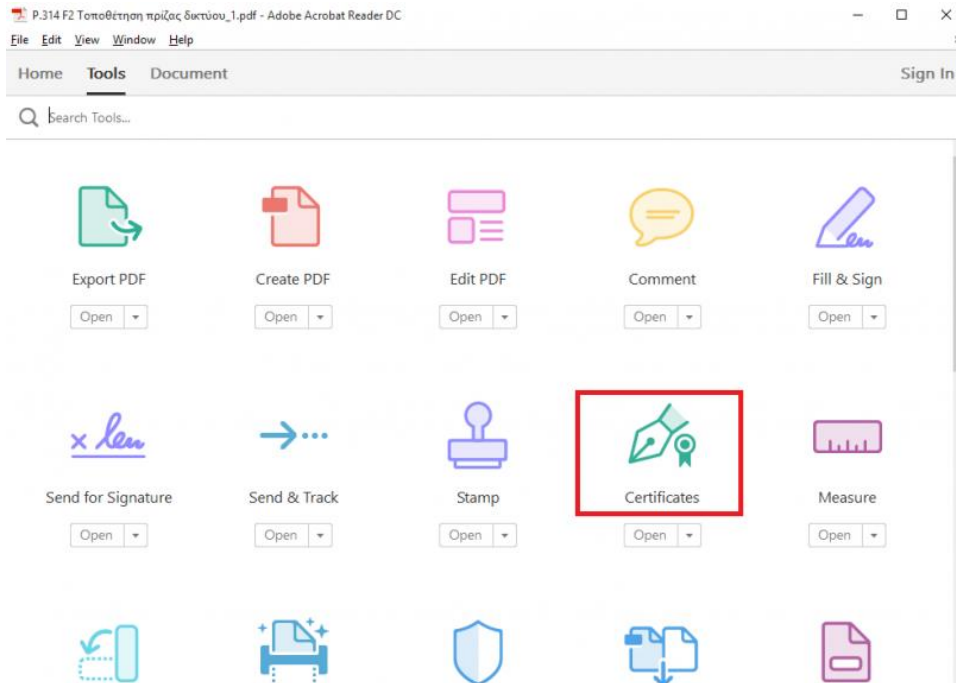 P.314 F2 Τοποθέτηση πρίζας δικτύου_1.pdf - Adobe Acrobat Reader DC
File Edit View Window Help
Home Tools Document Sign In
Search Tools...
Export PDF Create PDF Edit PDF Comment Fill & Sign
Open Open Open Open Open
Send for Signature Send & Track Stamp Certificates Measure
Open Open Open Open Open